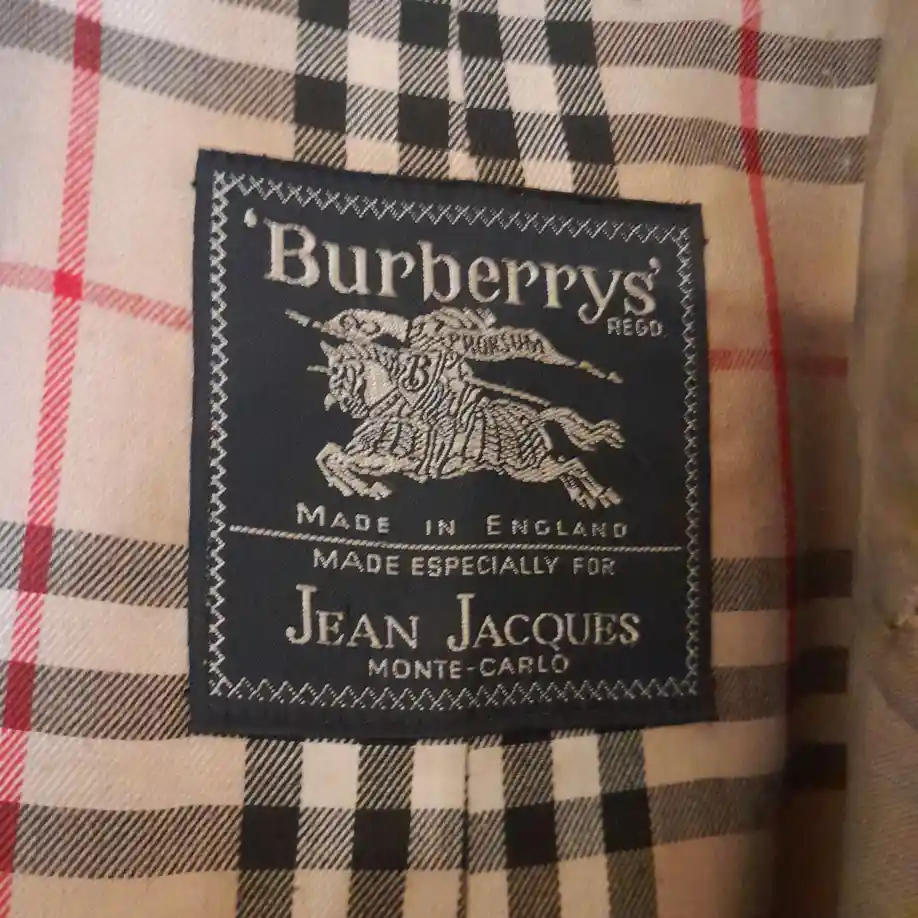 'Burberrys'
REGD
PRORSUM
B
MADE IN ENGLAND
MADE ESPECIALLY FOR
JEAN JACQUES
MONTE-CARLO